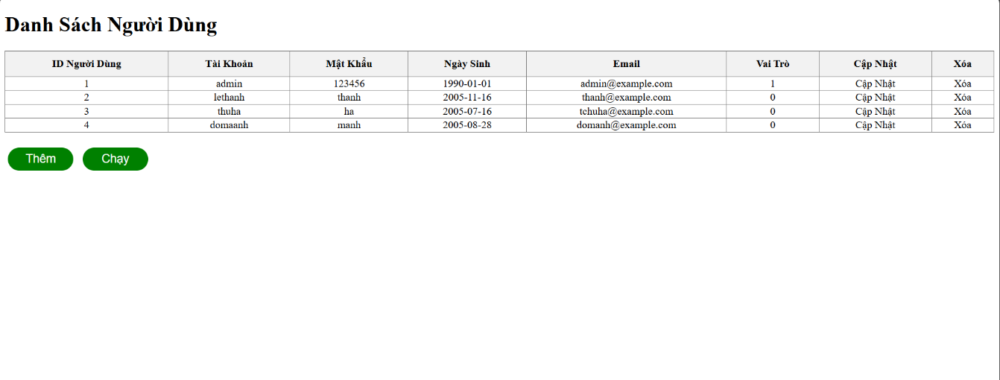 Danh Sách Người Dùng
ID Người Dùng Tài Khoản Mật Khẩu Ngày Sinh Email Vai Trò Cập Nhật Xóa
1 admin 123456 1990-01-01 admin@example.com 1 Cập Nhật Xóa
2 lethanh thanh 2005-11-16 thanh@example.com 0 Cập Nhật Xóa
3 thuha ha 2005-07-16 tchuha@example.com 0 Cập Nhật Xóa
4 domaanh manh 2005-08-28 domanh@example.com 0 Cập Nhật Xóa
Thêm Chạy